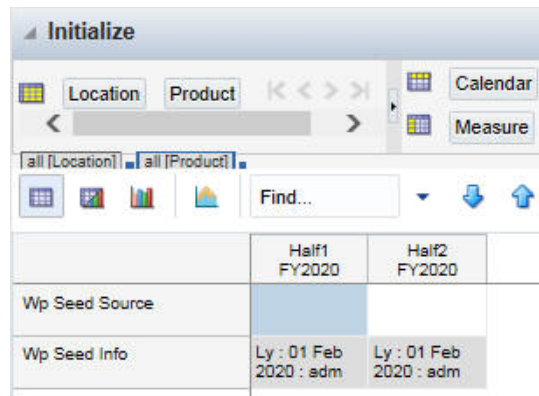 Initialize
Location Product Calendar
Measure
all [Location] all [Product]
Find...
Half1 Half2
FY2020 FY2020
Wp Seed Source
Wp Seed Info Ly : 01 Feb Ly : 01 Feb
2020 : adm 2020 : adm